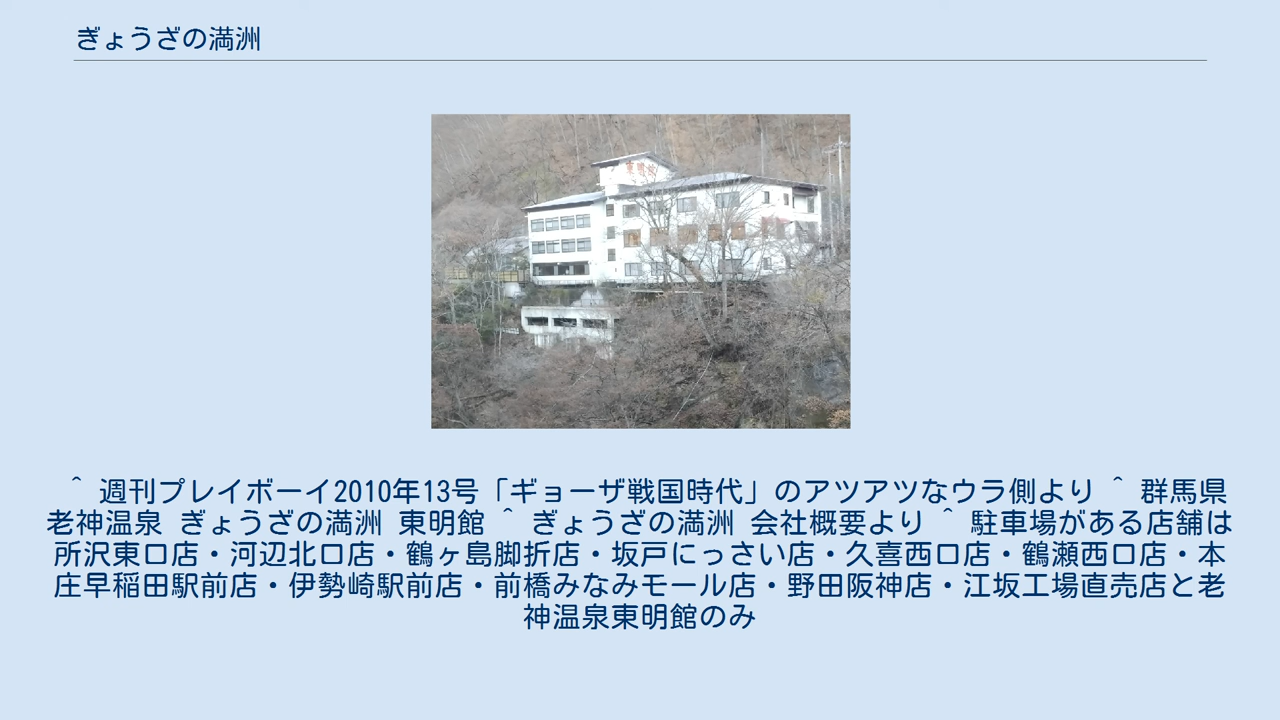 ぎょうざの満洲
東明館
＾ 週刊プレイボーイ2010年13号「ギョーザ戦国時代」のアツアツなウラ側より ＾ 群馬県
老神温泉 ぎょうざの満洲 東明館 ＾ ぎょうざの満洲 会社概要より ＾ 駐車場がある店舗は
所沢東口店・河辺北口店・鶴ヶ島脚折店・坂戸にっさい店・久喜西口店・鶴瀬西口店・本
庄早稲田駅前店・伊勢崎駅前店・前橋みなみモール店・野田阪神店・江坂工場直売店と老
神温泉東明館のみ